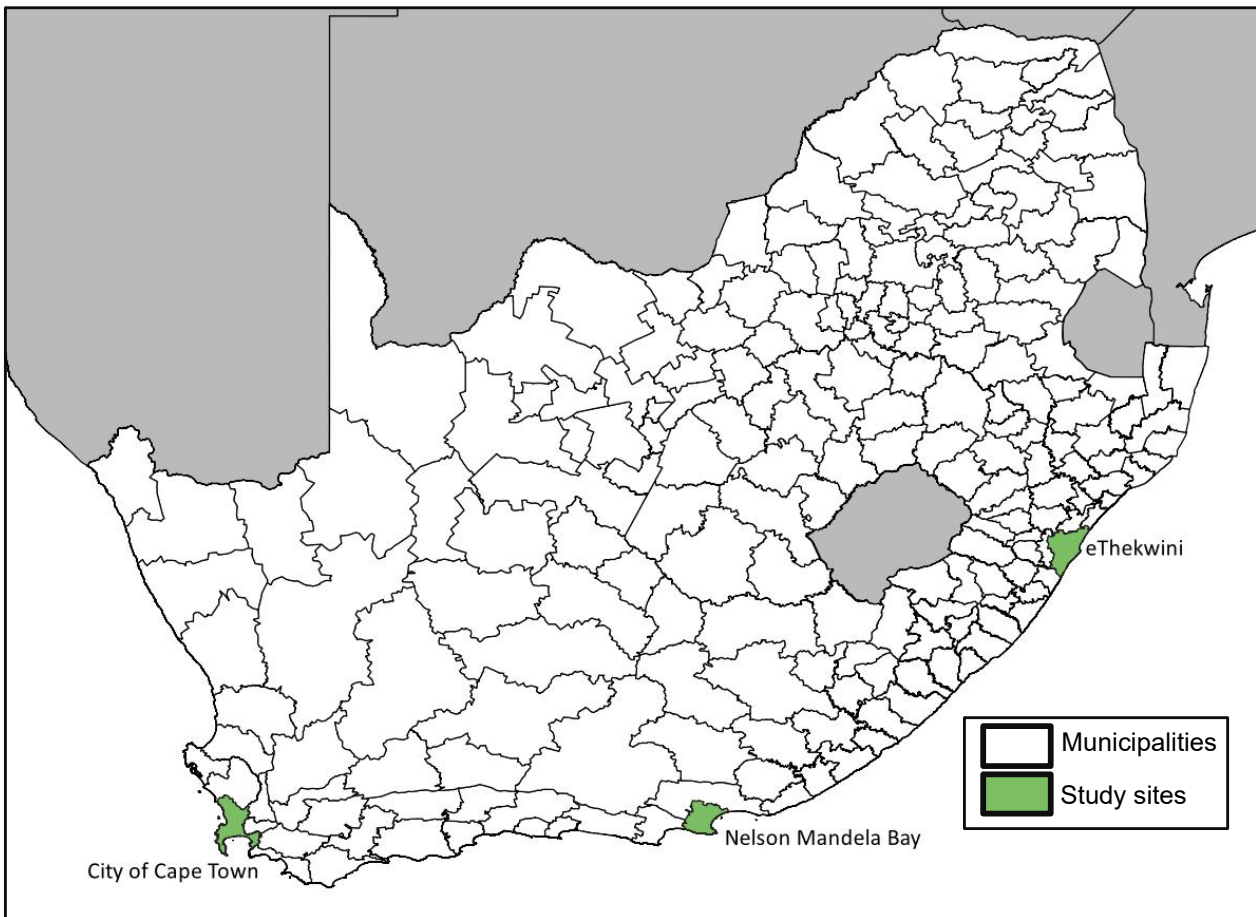 eThekwini
Municipalities
Study sites
Nelson Mandela Bay
City of Cape Town